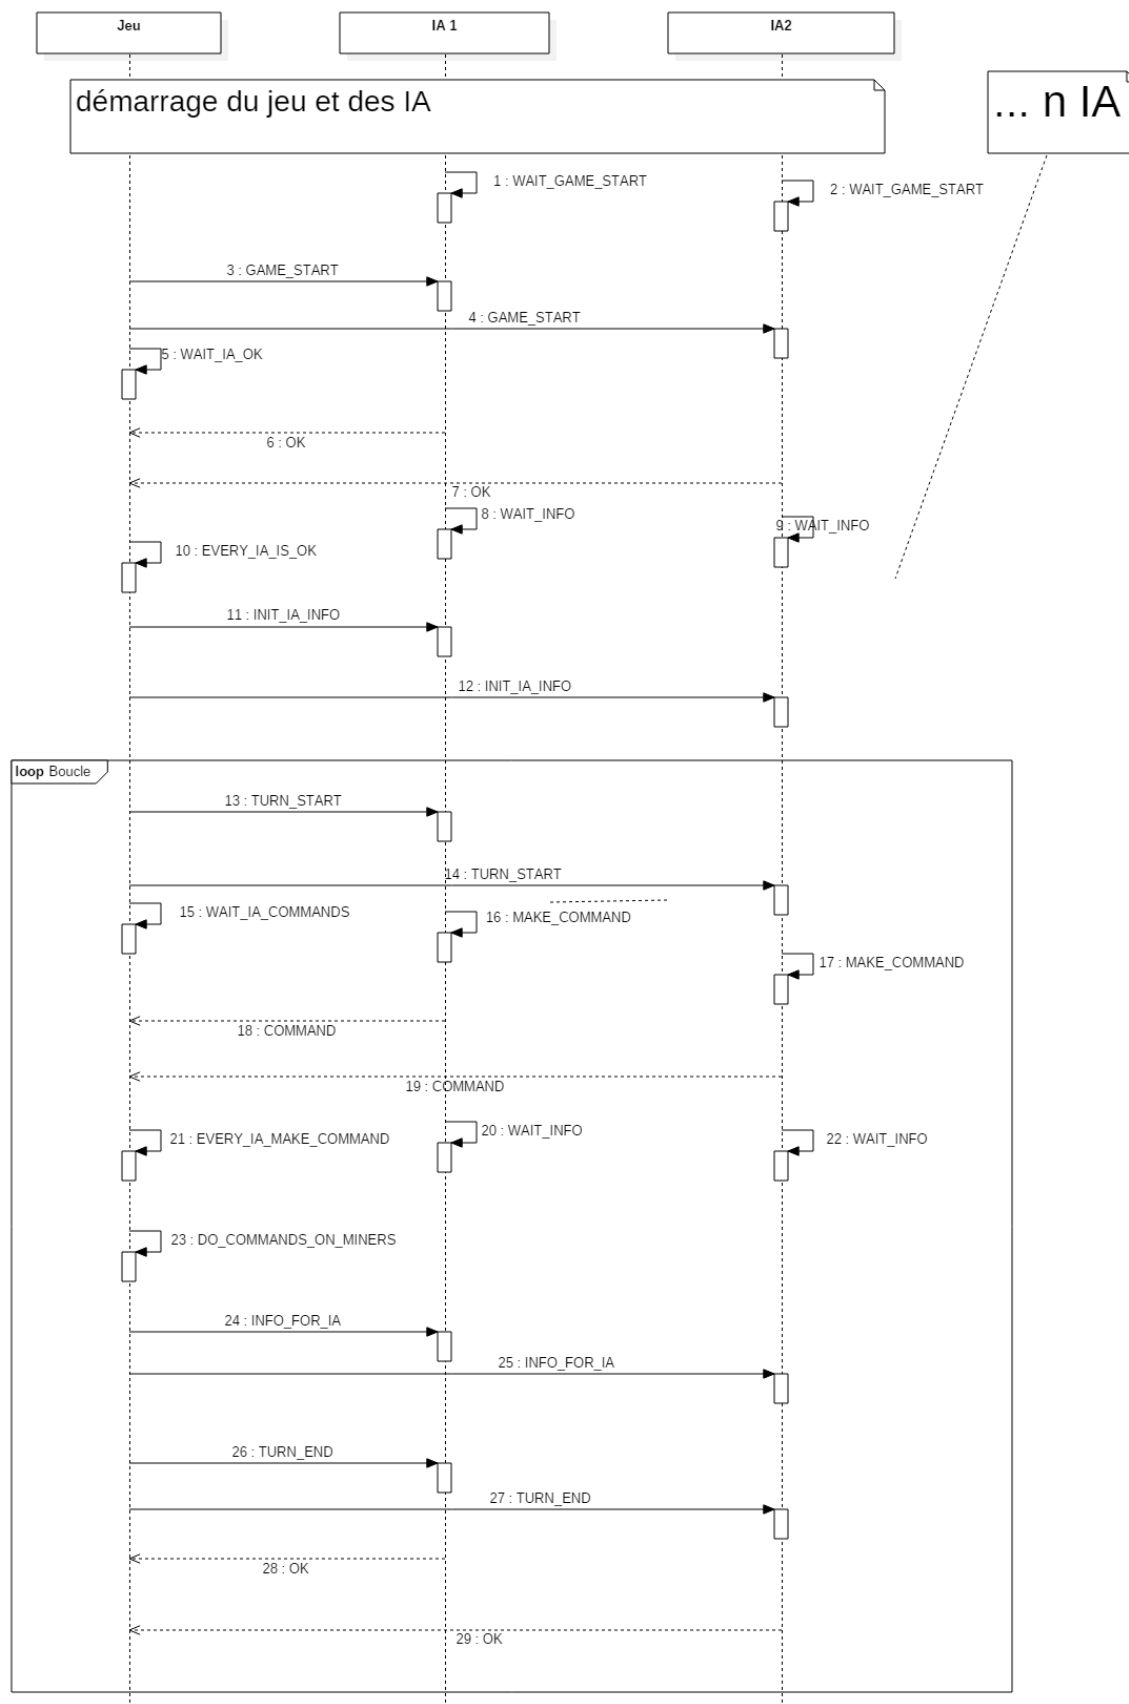 Jeu
IA 1
IA2
démarrage du jeu et des IA
... n IA
1 : WAIT_GAME_START
2 : WAIT_GAME_START
3 : GAME_START
4 : GAME_START
5 : WAIT_IA_OK
6 : OK
7 : OK
8 : WAIT_INFO
9 : WAIT_INFO
10 : EVERY_IA_IS_OK
11 : INIT_IA_INFO
12 : INIT_IA_INFO
loop Boucle
13 : TURN_START
14 : TURN_START
15 : WAIT_IA_COMMANDS
16 : MAKE_COMMAND
17 : MAKE_COMMAND
18 : COMMAND
19 : COMMAND
20 : WAIT_INFO
21 : EVERY_IA_MAKE_COMMAND
22 : WAIT_INFO
23 : DO_COMMANDS_ON_MINERS
24 : INFO_FOR_IA
25 : INFO_FOR_IA
26 : TURN_END
27 : TURN_END
28 : OK
29 : OK